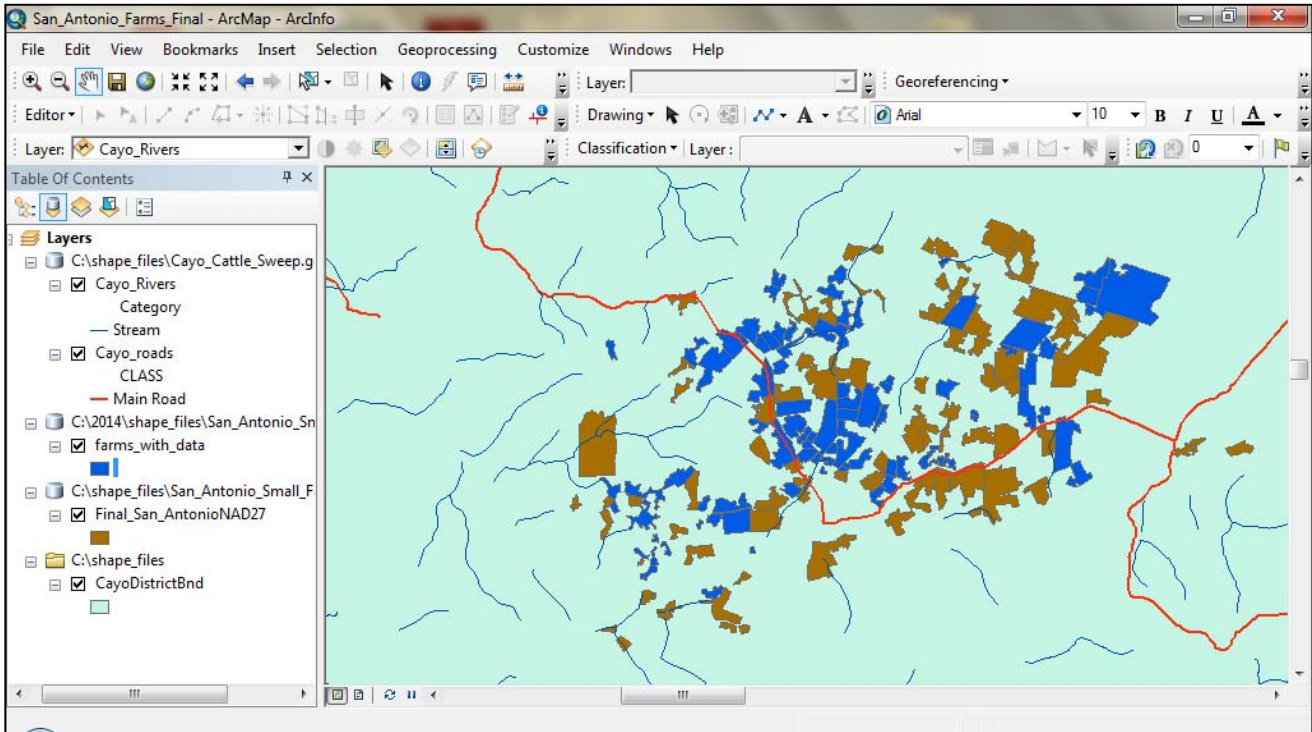 San_Antonio_Farms_Final - ArcMap - ArcInfo
File Edit View Bookmarks Insert Selection Geoprocessing Customize Windows Help
Layer: Georeferencing
Editor Drawing A Arial 10 B I U A
Layer: Cayo_Rivers Classification Layer: 0
Table Of Contents
Layers
C:\shape_files\Cayo_Cattle_Sweep.g
Cayo_Rivers
Category
Stream
Cayo_roads
CLASS
Main Road
C:\2014\shape_files\San_Antonio_Sn
farms_with_data
C:\shape_files\San_Antonio_Small_F
Final_San_AntonioNAD27
C:\shape_files
CayoDistrictBnd